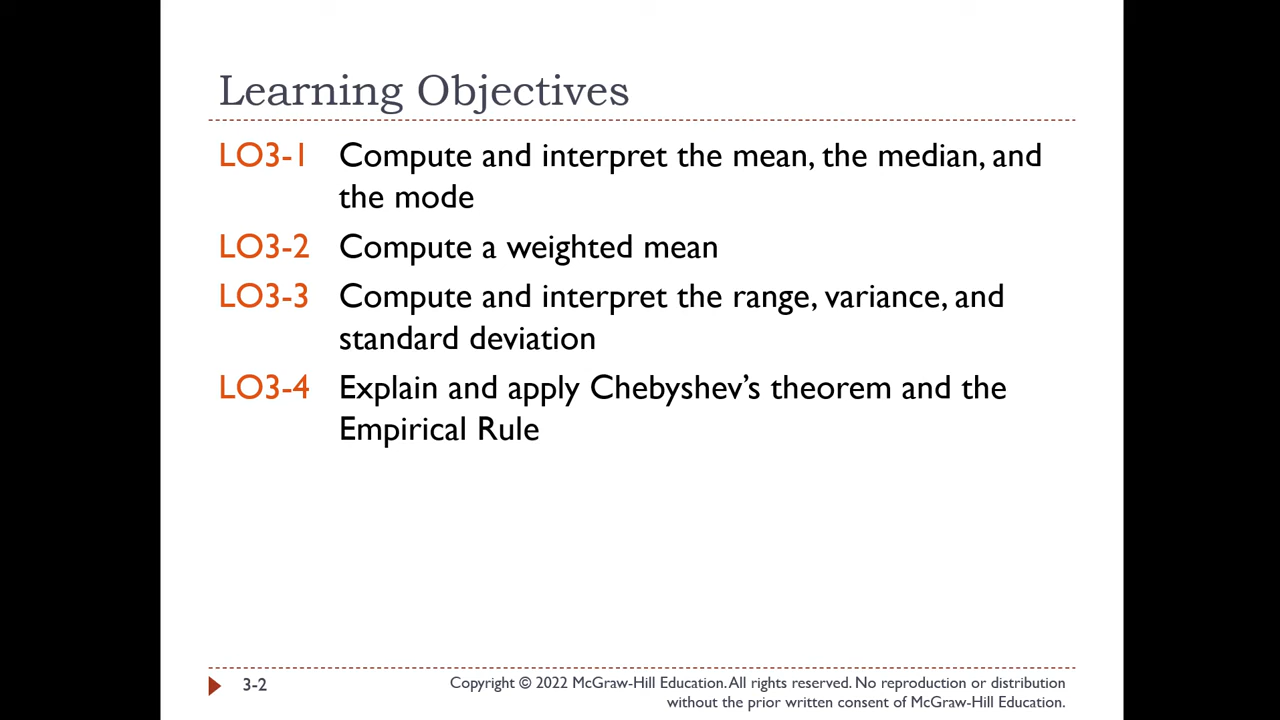 Learning Objectives
LO3-1 Compute and interpret the mean, the median, and
the mode
LO3-2 Compute a weighted mean
LO3-3 Compute and interpret the range, variance, and
standard deviation
LO3-4 Explain and apply Chebyshev’s theorem and the
Empirical Rule
3-2 Copyright © 2022 McGraw-Hill Education. All rights reserved. No reproduction or distribution
without the prior written consent of McGraw-Hill Education.